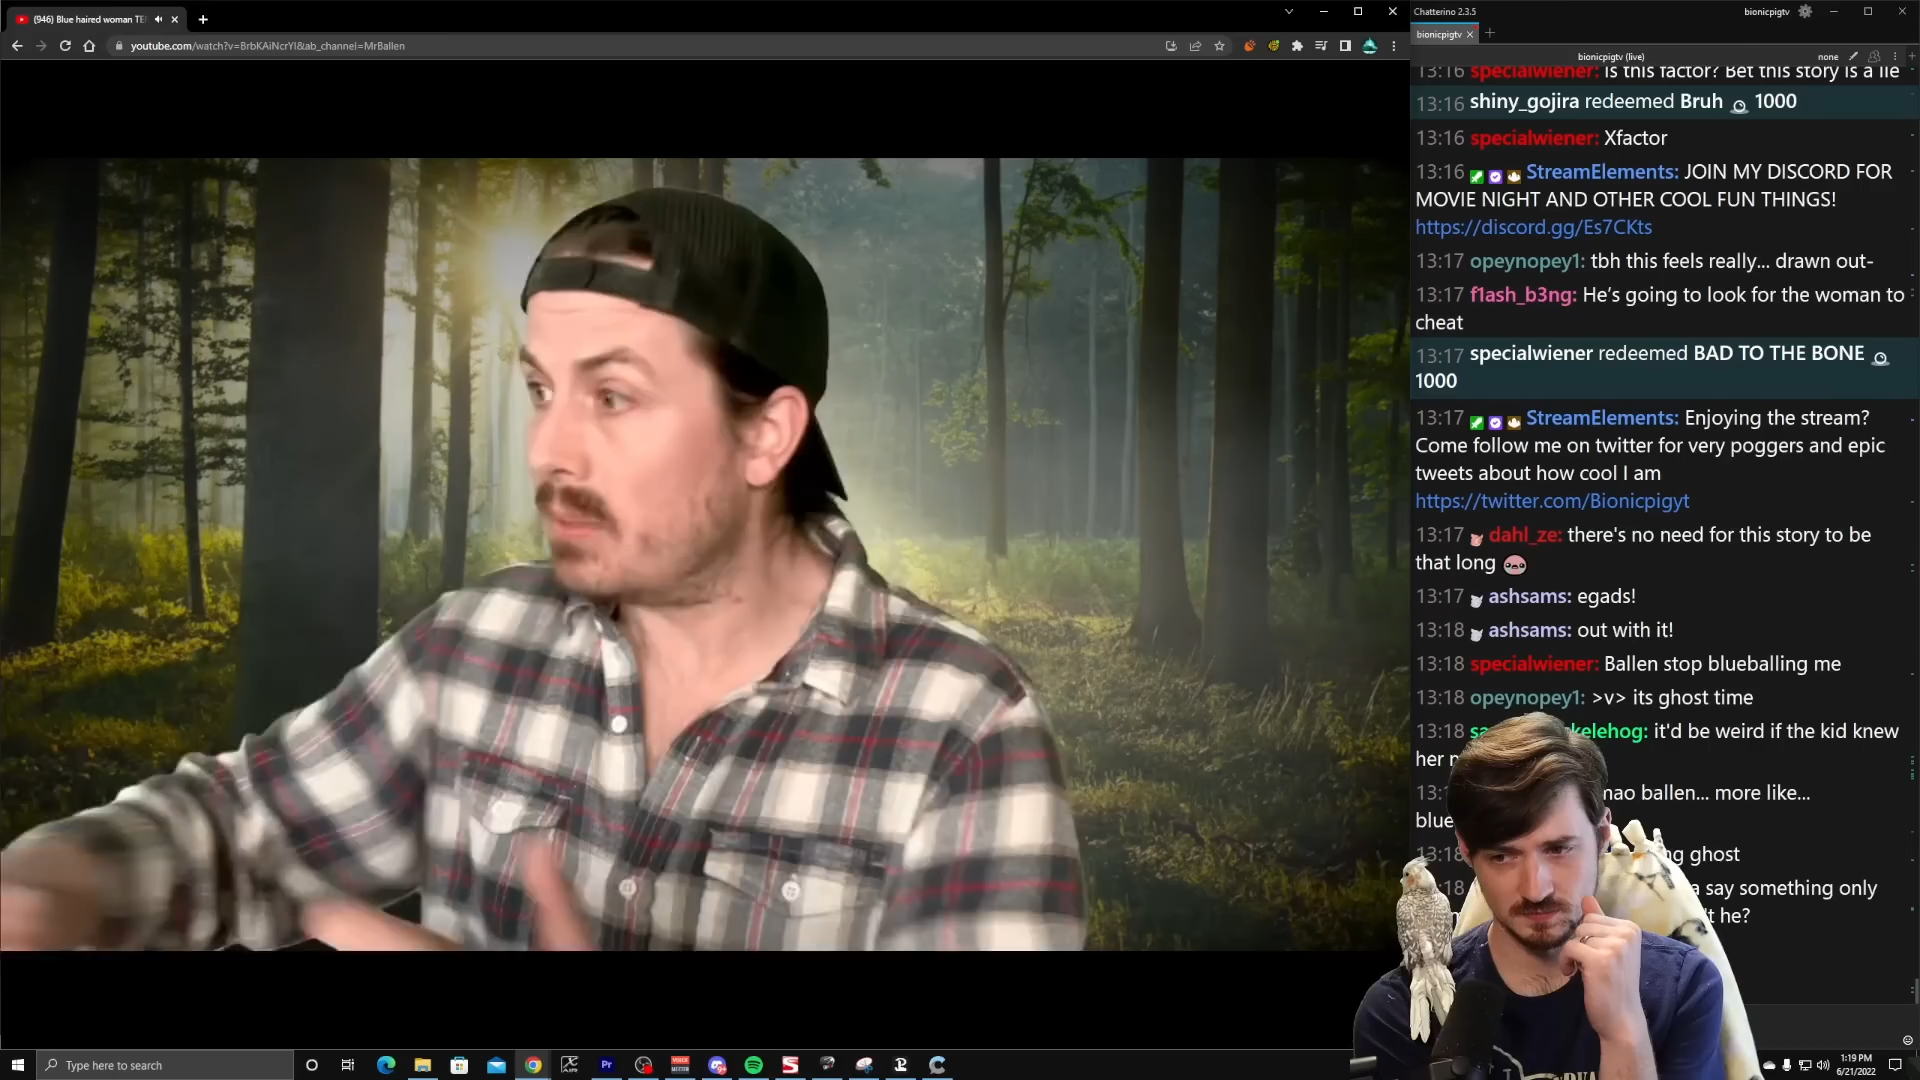 (946) Blue haired woman TE
youtube.com/watch?v=BrbKAiNcrYI&ab_channel=MrBallen
Chatterino 2.3.5
bionicpigtv
bionicpigtv
bionicpigtv (live)
none
13:16 specialwiener: Is this factor? Bet this story is a lie
13:16 shiny_gojira redeemed Bruh 1000
13:16 specialwiener: Xfactor
13:16 StreamElements: JOIN MY DISCORD FOR
MOVIE NIGHT AND OTHER COOL FUN THINGS!
https://discord.gg/Es7CKts
13:17 opeynopey1: tbh this feels really... drawn out-
13:17 f1ash_b3ng: He's going to look for the woman to
cheat
13:17 specialwiener redeemed BAD TO THE BONE
1000
13:17 StreamElements: Enjoying the stream?
Come follow me on twitter for very poggers and epic
tweets about how cool I am
https://twitter.com/Bionicpigyt
13:17 dahl_ze: there's no need for this story to be
that long
13:17 ashsams: egads!
13:18 ashsams: out with it!
13:18 specialwiener: Ballen stop blueballing me
13:18 opeynopey1: >v> its ghost time
13:18 kelehog: it'd be weird if the kid knew
her
ballen... more like...
blue
ghost
say something only
he?
Type here to search
Pr
1:19 PM
6/21/2022